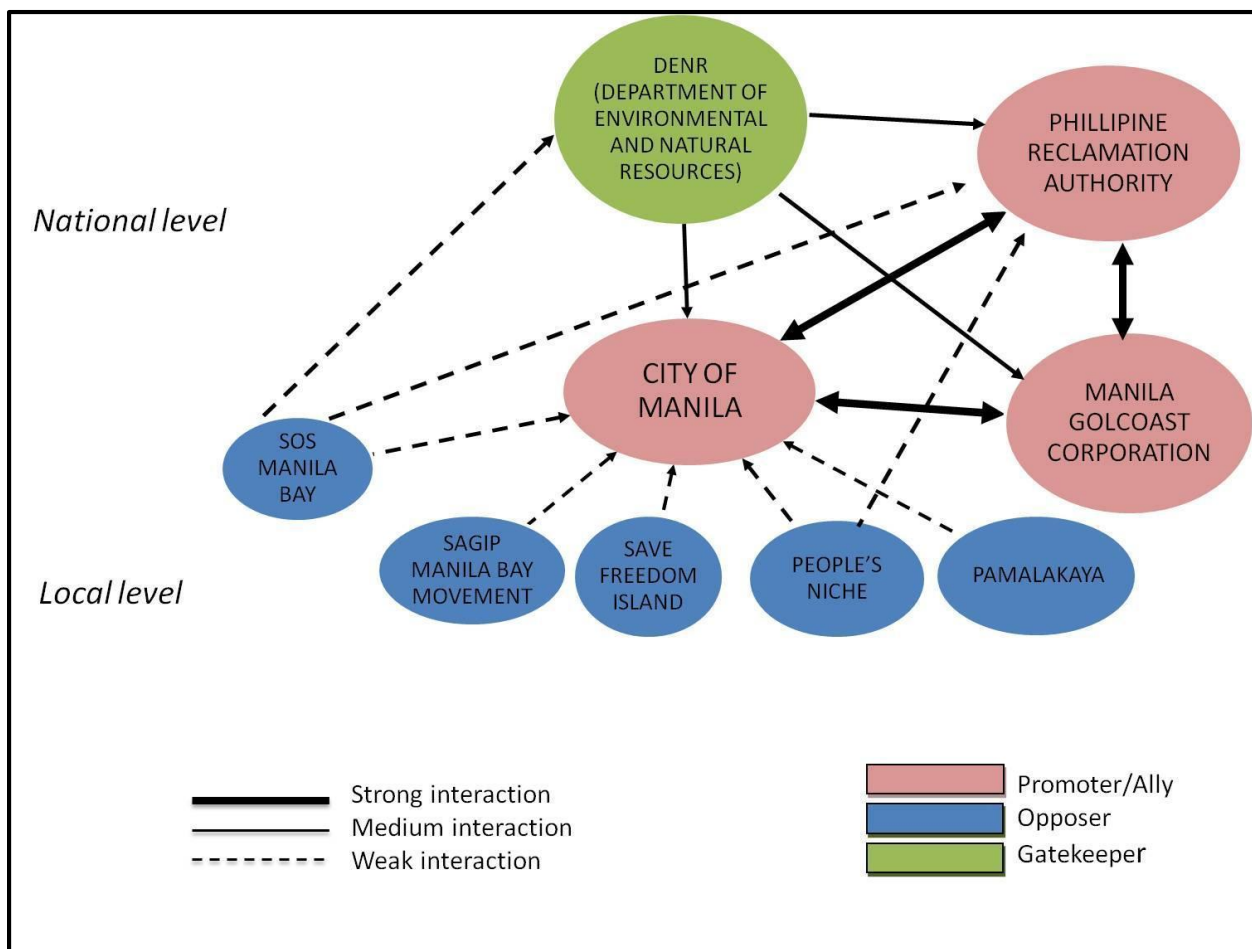 DENR
(DEPARTMENT OF
ENVIRONMENTAL
AND NATURAL
RESOURCES)
PHILLIPINE
RECLAMATION
AUTHORITY
National level
CITY OF
MANILA
MANILA
GOLCOAST
CORPORATION
SOS
MANILA
BAY
SAGIP
MANILA BAY
MOVEMENT
SAVE
FREEDOM
ISLAND
PEOPLE’S
NICHE
PAMALAKAYA
Local level
Strong interaction
Medium interaction
Weak interaction
Promoter/Ally
Opposer
Gatekeeper